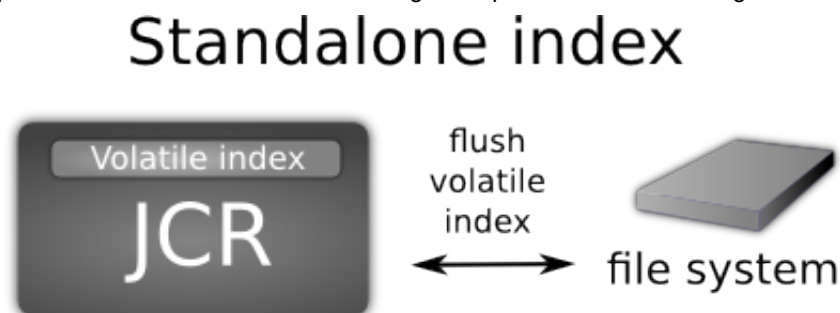 Standalone index
Volatile index
JCR
flush
volatile
index
file system